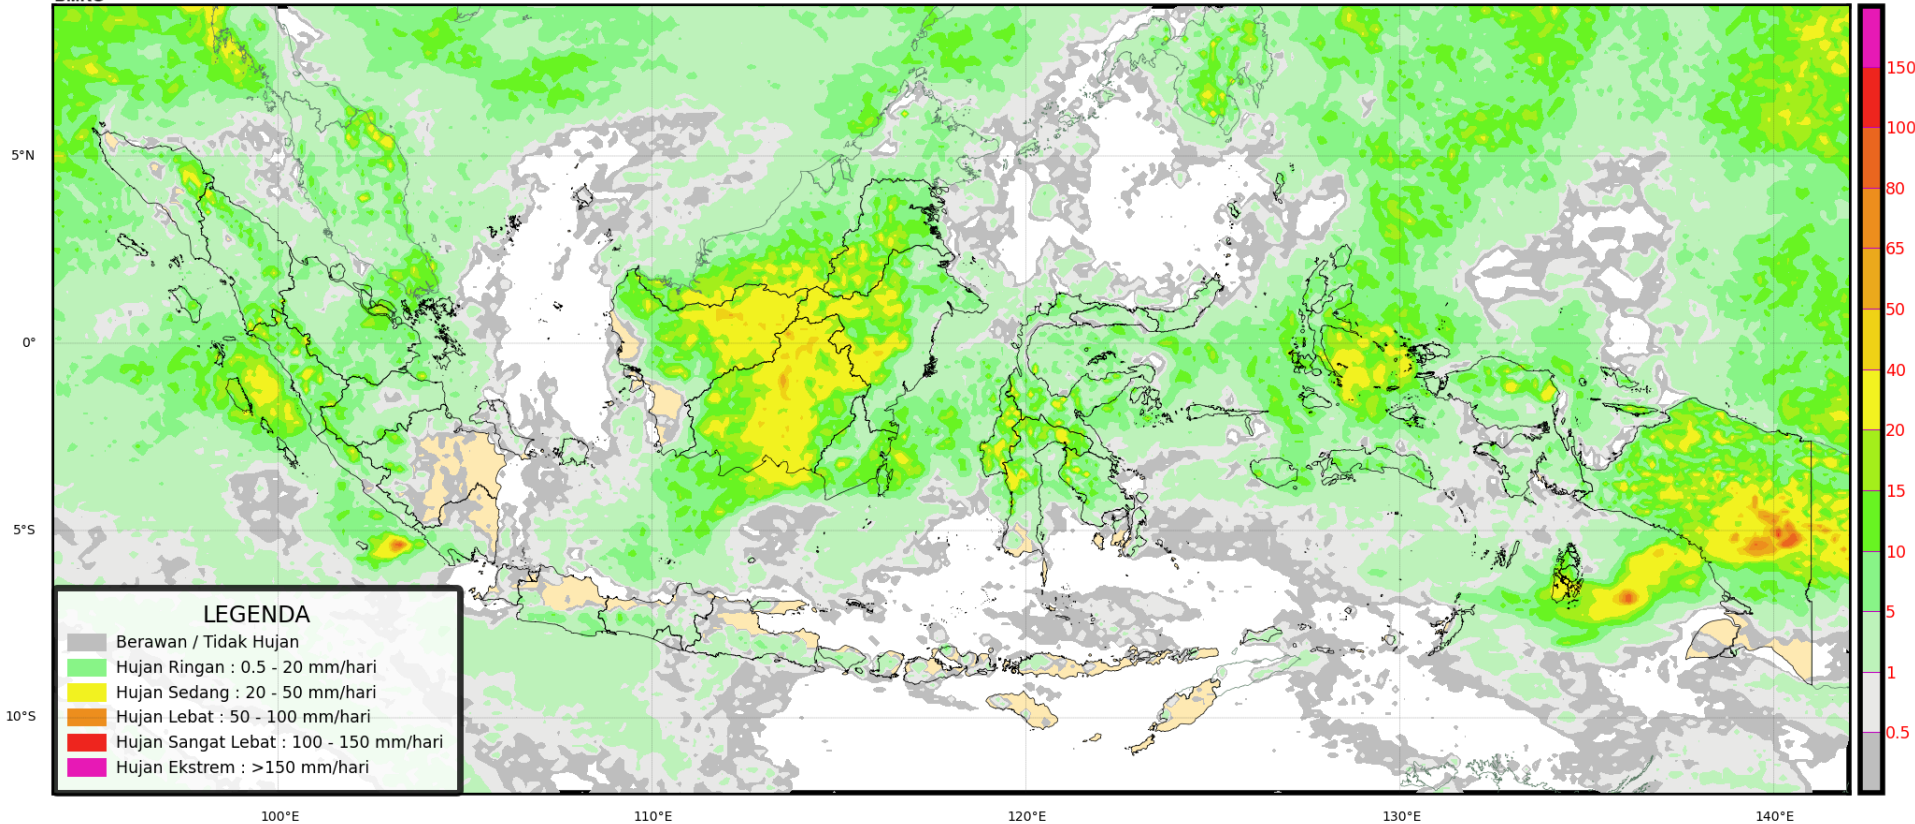 5°N
0°
5°S
10°S
100°E
110°E
120°E
130°E
140°E
LEGENDA
Berawan / Tidak Hujan
Hujan Ringan : 0.5 - 20 mm/hari
Hujan Sedang : 20 - 50 mm/hari
Hujan Lebat : 50 - 100 mm/hari
Hujan Sangat Lebat : 100 - 150 mm/hari
Hujan Ekstrem : >150 mm/hari
150
100
80
65
50
40
20
15
10
5
1
0.5